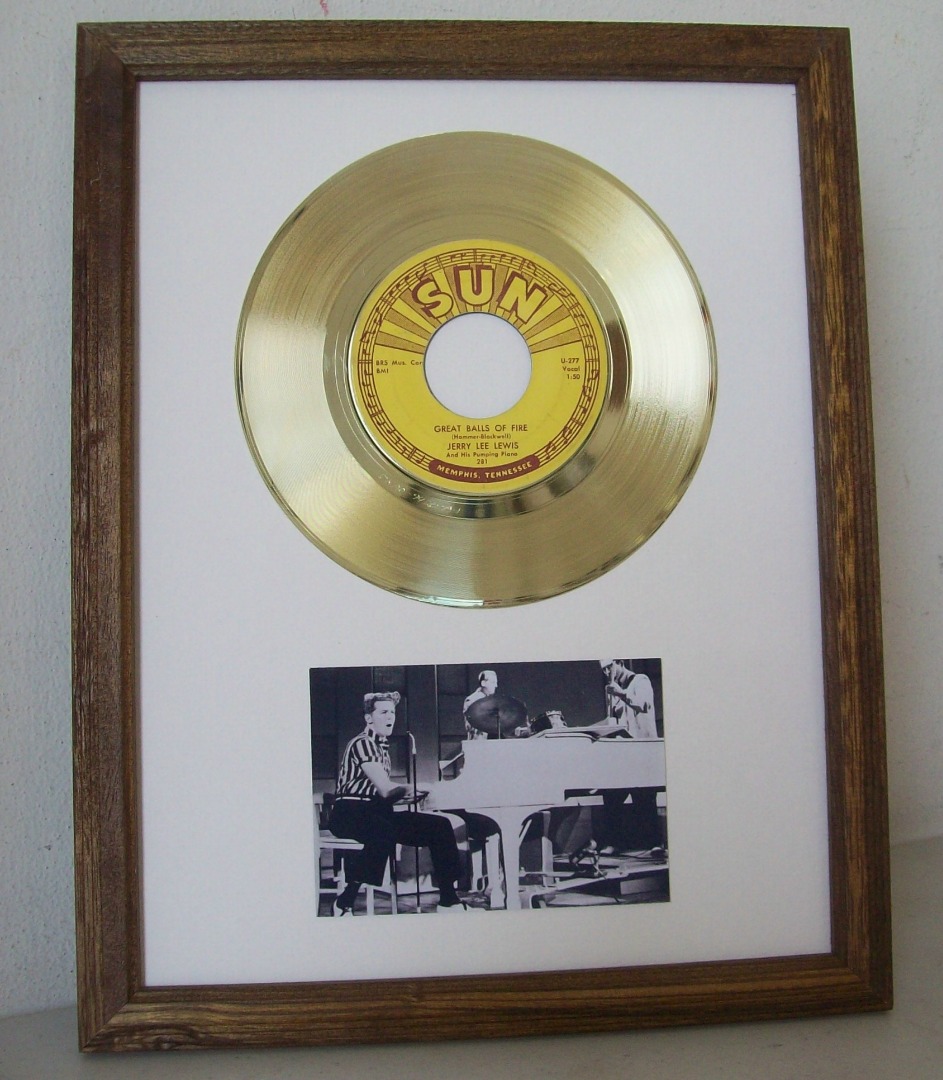 SUN
BRS Mus. Cor
BMI
U-277
Vocal
1:50
GREAT BALLS OF FIRE
(Hammer-Blackwell)
JERRY LEE LEWIS
And His Pumping Piano
281
MEMPHIS, TENNESSEE